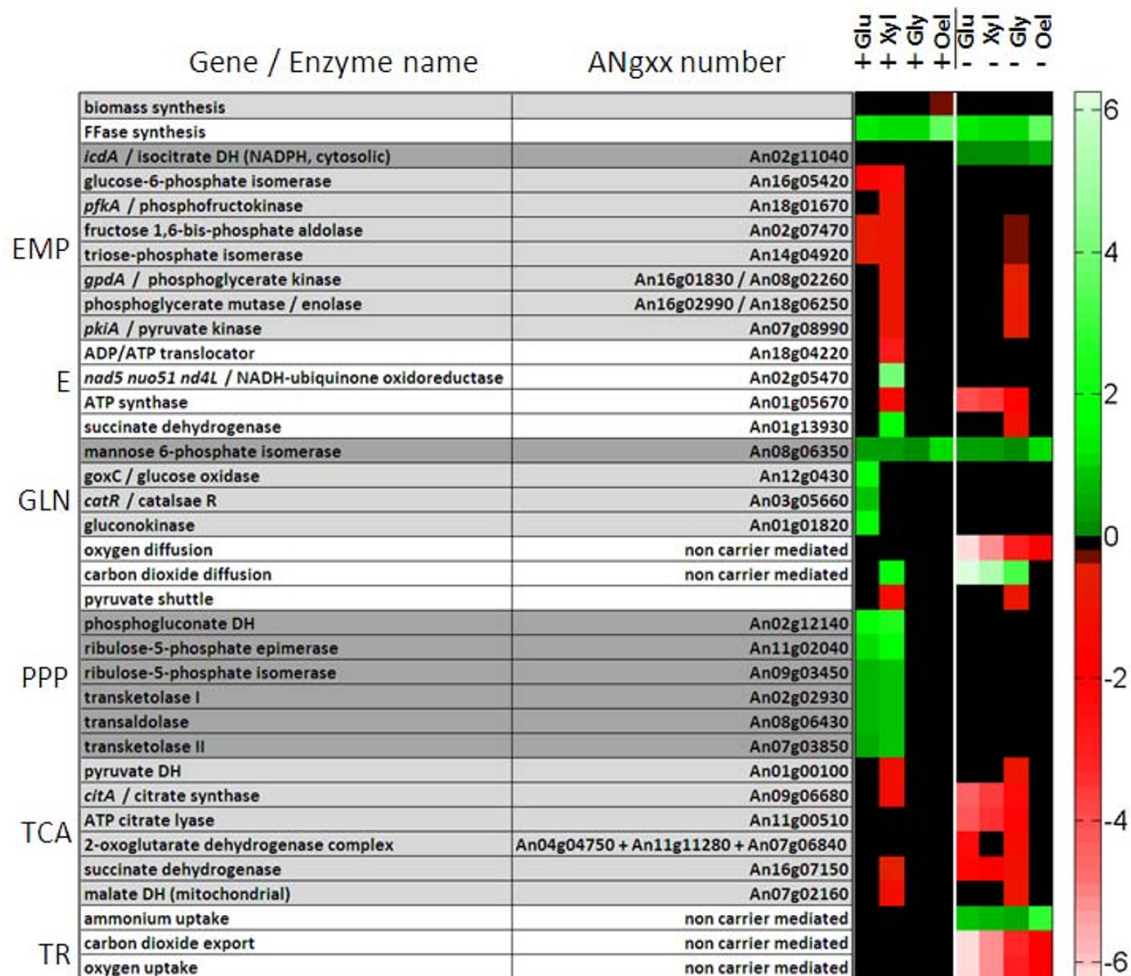 + Glu + Xyl + Gly + Oel - Glu - Xyl - Gly - Oel
Gene / Enzyme name ANgxx number
biomass synthesis
FFase synthesis
icdA / isocitrate DH (NADPH, cytosolic) An02g11040
glucose-6-phosphate isomerase An16g05420
pfkA / phosphofructokinase An18g01670
fructose 1,6-bis-phosphate aldolase An02g07470
EMP
triose-phosphate isomerase An14g04920
gpdA / phosphoglycerate kinase An16g01830 / An08g02260
phosphoglycerate mutase / enolase An16g02990 / An18g06250
pkiA / pyruvate kinase An07g08990
ADP/ATP translocator An18g04220
E
nad5 nuo51 nd4L / NADH-ubiquinone oxidoreductase An02g05470
ATP synthase An01g05670
succinate dehydrogenase An01g13930
mannose 6-phosphate isomerase An08g06350
goxC / glucose oxidase An12g0430
GLN
catR / catalsae R An03g05660
gluconokinase An01g01820
oxygen diffusion non carrier mediated
carbon dioxide diffusion non carrier mediated
pyruvate shuttle
phosphogluconate DH An02g12140
ribulose-5-phosphate epimerase An11g02040
PPP
ribulose-5-phosphate isomerase An09g03450
transketolase I An02g02930
transaldolase An08g06430
transketolase II An07g03850
pyruvate DH An01g00100
citA / citrate synthase An09g06680
ATP citrate lyase An11g00510
TCA
2-oxoglutarate dehydrogenase complex An04g04750 + An11g11280 + An07g06840
succinate dehydrogenase An16g07150
malate DH (mitochondrial) An07g02160
ammonium uptake non carrier mediated
TR
carbon dioxide export non carrier mediated
oxygen uptake non carrier mediated
6
4
2
0
-2
-4
-6